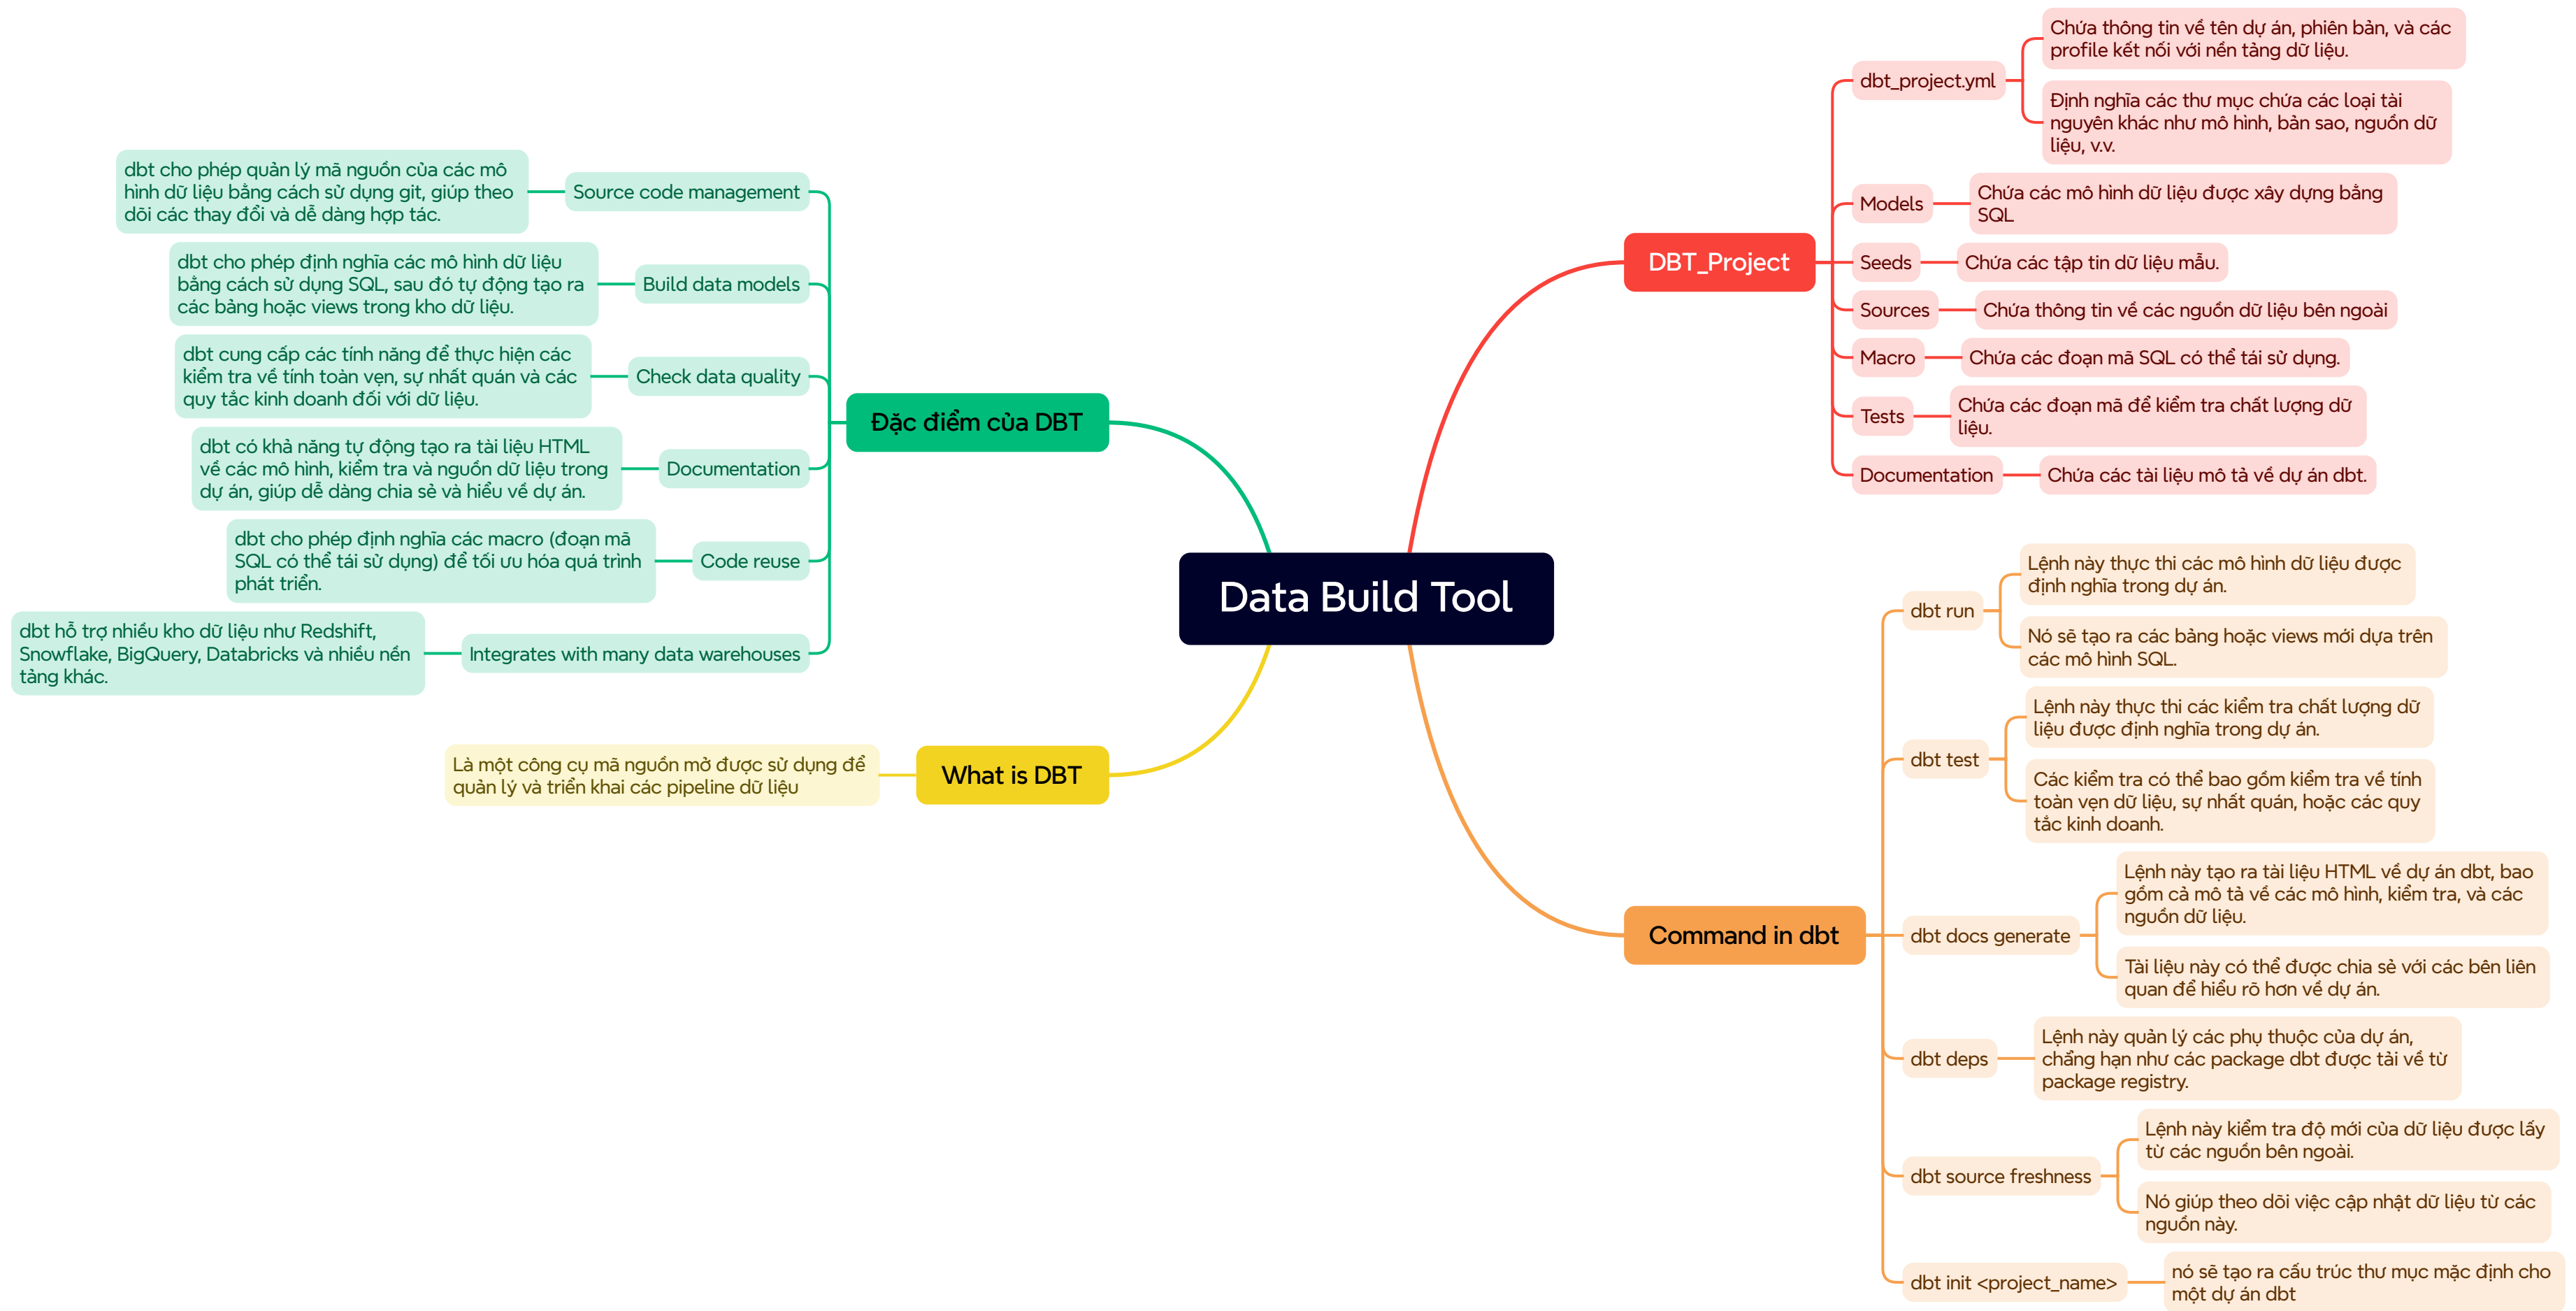 Data Build Tool
DBT_Project
dbt_project.yml
Chứa thông tin về tên dự án, phiên bản, và các
profile kết nối với nền tảng dữ liệu.
Định nghĩa các thư mục chứa các loại tài
nguyên khác như mô hình, bản sao, nguồn dữ
liệu, v.v.
Models
Chứa các mô hình dữ liệu được xây dựng bằng
SQL
Seeds
Chứa các tập tin dữ liệu mẫu.
Sources
Chứa thông tin về các nguồn dữ liệu bên ngoài
Macro
Chứa các đoạn mã SQL có thể tái sử dụng.
Tests
Chứa các đoạn mã để kiểm tra chất lượng dữ
liệu.
Documentation
Chứa các tài liệu mô tả về dự án dbt.
Command in dbt
dbt run
Lệnh này thực thi các mô hình dữ liệu được
định nghĩa trong dự án.
Nó sẽ tạo ra các bảng hoặc views mới dựa trên
các mô hình SQL.
dbt test
Lệnh này thực thi các kiểm tra chất lượng dữ
liệu được định nghĩa trong dự án.
Các kiểm tra có thể bao gồm kiểm tra về tính
toàn vẹn dữ liệu, sự nhất quán, hoặc các quy
tắc kinh doanh.
dbt docs generate
Lệnh này tạo ra tài liệu HTML về dự án dbt, bao
gồm cả mô tả về các mô hình, kiểm tra, và các
nguồn dữ liệu.
Tài liệu này có thể được chia sẻ với các bên liên
quan để hiểu rõ hơn về dự án.
dbt deps
Lệnh này quản lý các phụ thuộc của dự án,
chẳng hạn như các package dbt được tải về từ
package registry.
dbt source freshness
Lệnh này kiểm tra độ mới của dữ liệu được lấy
từ các nguồn bên ngoài.
Nó giúp theo dõi việc cập nhật dữ liệu từ các
nguồn này.
dbt init <project_name>
nó sẽ tạo ra cấu trúc thư mục mặc định cho
một dự án dbt
Đặc điểm của DBT
Source code management
dbt cho phép quản lý mã nguồn của các mô
hình dữ liệu bằng cách sử dụng git, giúp theo
dõi các thay đổi và dễ dàng hợp tác.
Build data models
dbt cho phép định nghĩa các mô hình dữ liệu
bằng cách sử dụng SQL, sau đó tự động tạo ra
các bảng hoặc views trong kho dữ liệu.
Check data quality
dbt cung cấp các tính năng để thực hiện các
kiểm tra về tính toàn vẹn, sự nhất quán và các
quy tắc kinh doanh đối với dữ liệu.
Documentation
dbt có khả năng tự động tạo ra tài liệu HTML
về các mô hình, kiểm tra và nguồn dữ liệu trong
dự án, giúp dễ dàng chia sẻ và hiểu về dự án.
Code reuse
dbt cho phép định nghĩa các macro (đoạn mã
SQL có thể tái sử dụng) để tối ưu hóa quá trình
phát triển.
Integrates with many data warehouses
dbt hỗ trợ nhiều kho dữ liệu như Redshift,
Snowflake, BigQuery, Databricks và nhiều nền
tảng khác.
What is DBT
Là một công cụ mã nguồn mở được sử dụng để
quản lý và triển khai các pipeline dữ liệu